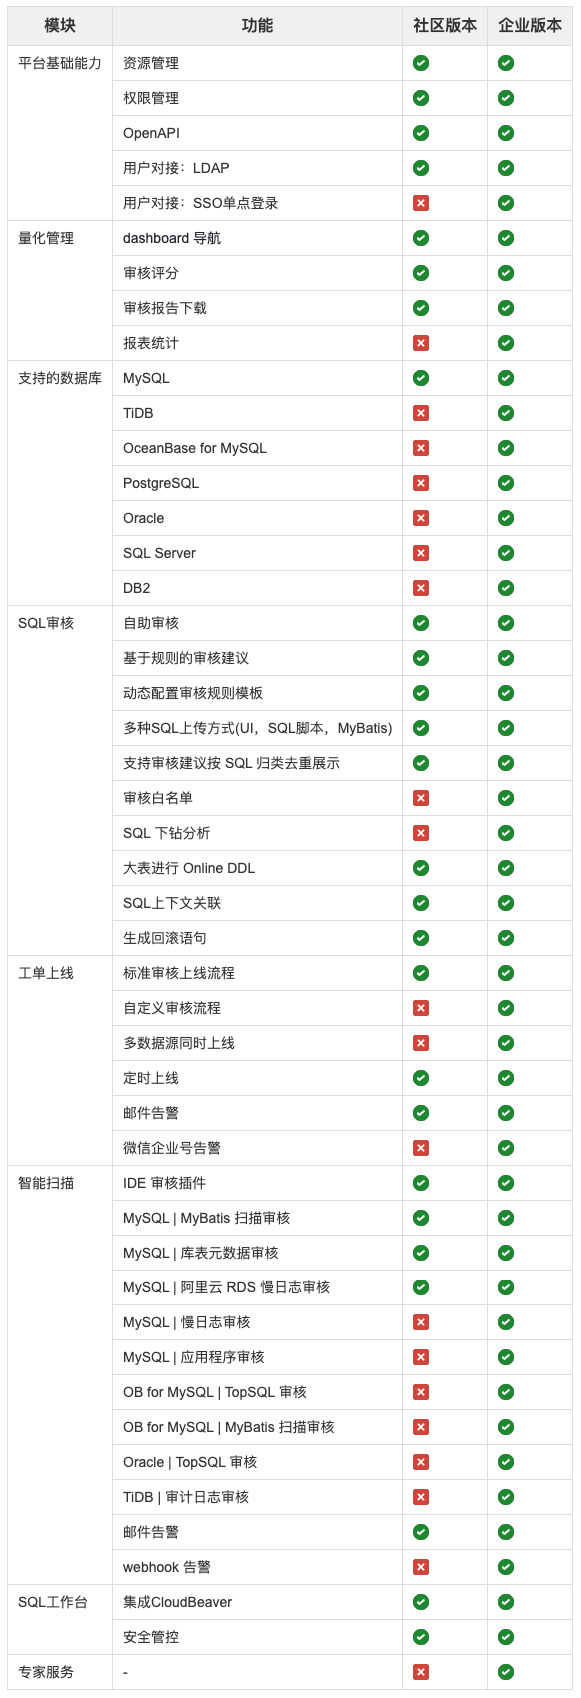 模块 功能 社区版本 企业版本
平台基础能力 资源管理
权限管理
OpenAPI
用户对接：LDAP
用户对接：SSO单点登录
量化管理 dashboard 导航
审核评分
审核报告下载
报表统计
支持的数据库 MySQL
TiDB
OceanBase for MySQL
PostgreSQL
Oracle
SQL Server
DB2
SQL审核 自助审核
基于规则的审核建议
动态配置审核规则模板
多种SQL上传方式(UI，SQL脚本，MyBatis)
支持审核建议按 SQL 归类去重展示
审核白名单
SQL 下钻分析
大表进行 Online DDL
SQL上下文关联
生成回滚语句
工单上线 标准审核上线流程
自定义审核流程
多数据源同时上线
定时上线
邮件告警
微信企业号告警
智能扫描 IDE 审核插件
MySQL | MyBatis 扫描审核
MySQL | 库表元数据审核
MySQL | 阿里云 RDS 慢日志审核
MySQL | 慢日志审核
MySQL | 应用程序审核
OB for MySQL | TopSQL 审核
OB for MySQL | MyBatis 扫描审核
Oracle | TopSQL 审核
TiDB | 审计日志审核
邮件告警
webhook 告警
SQL工作台 集成CloudBeaver
安全管控
专家服务 -